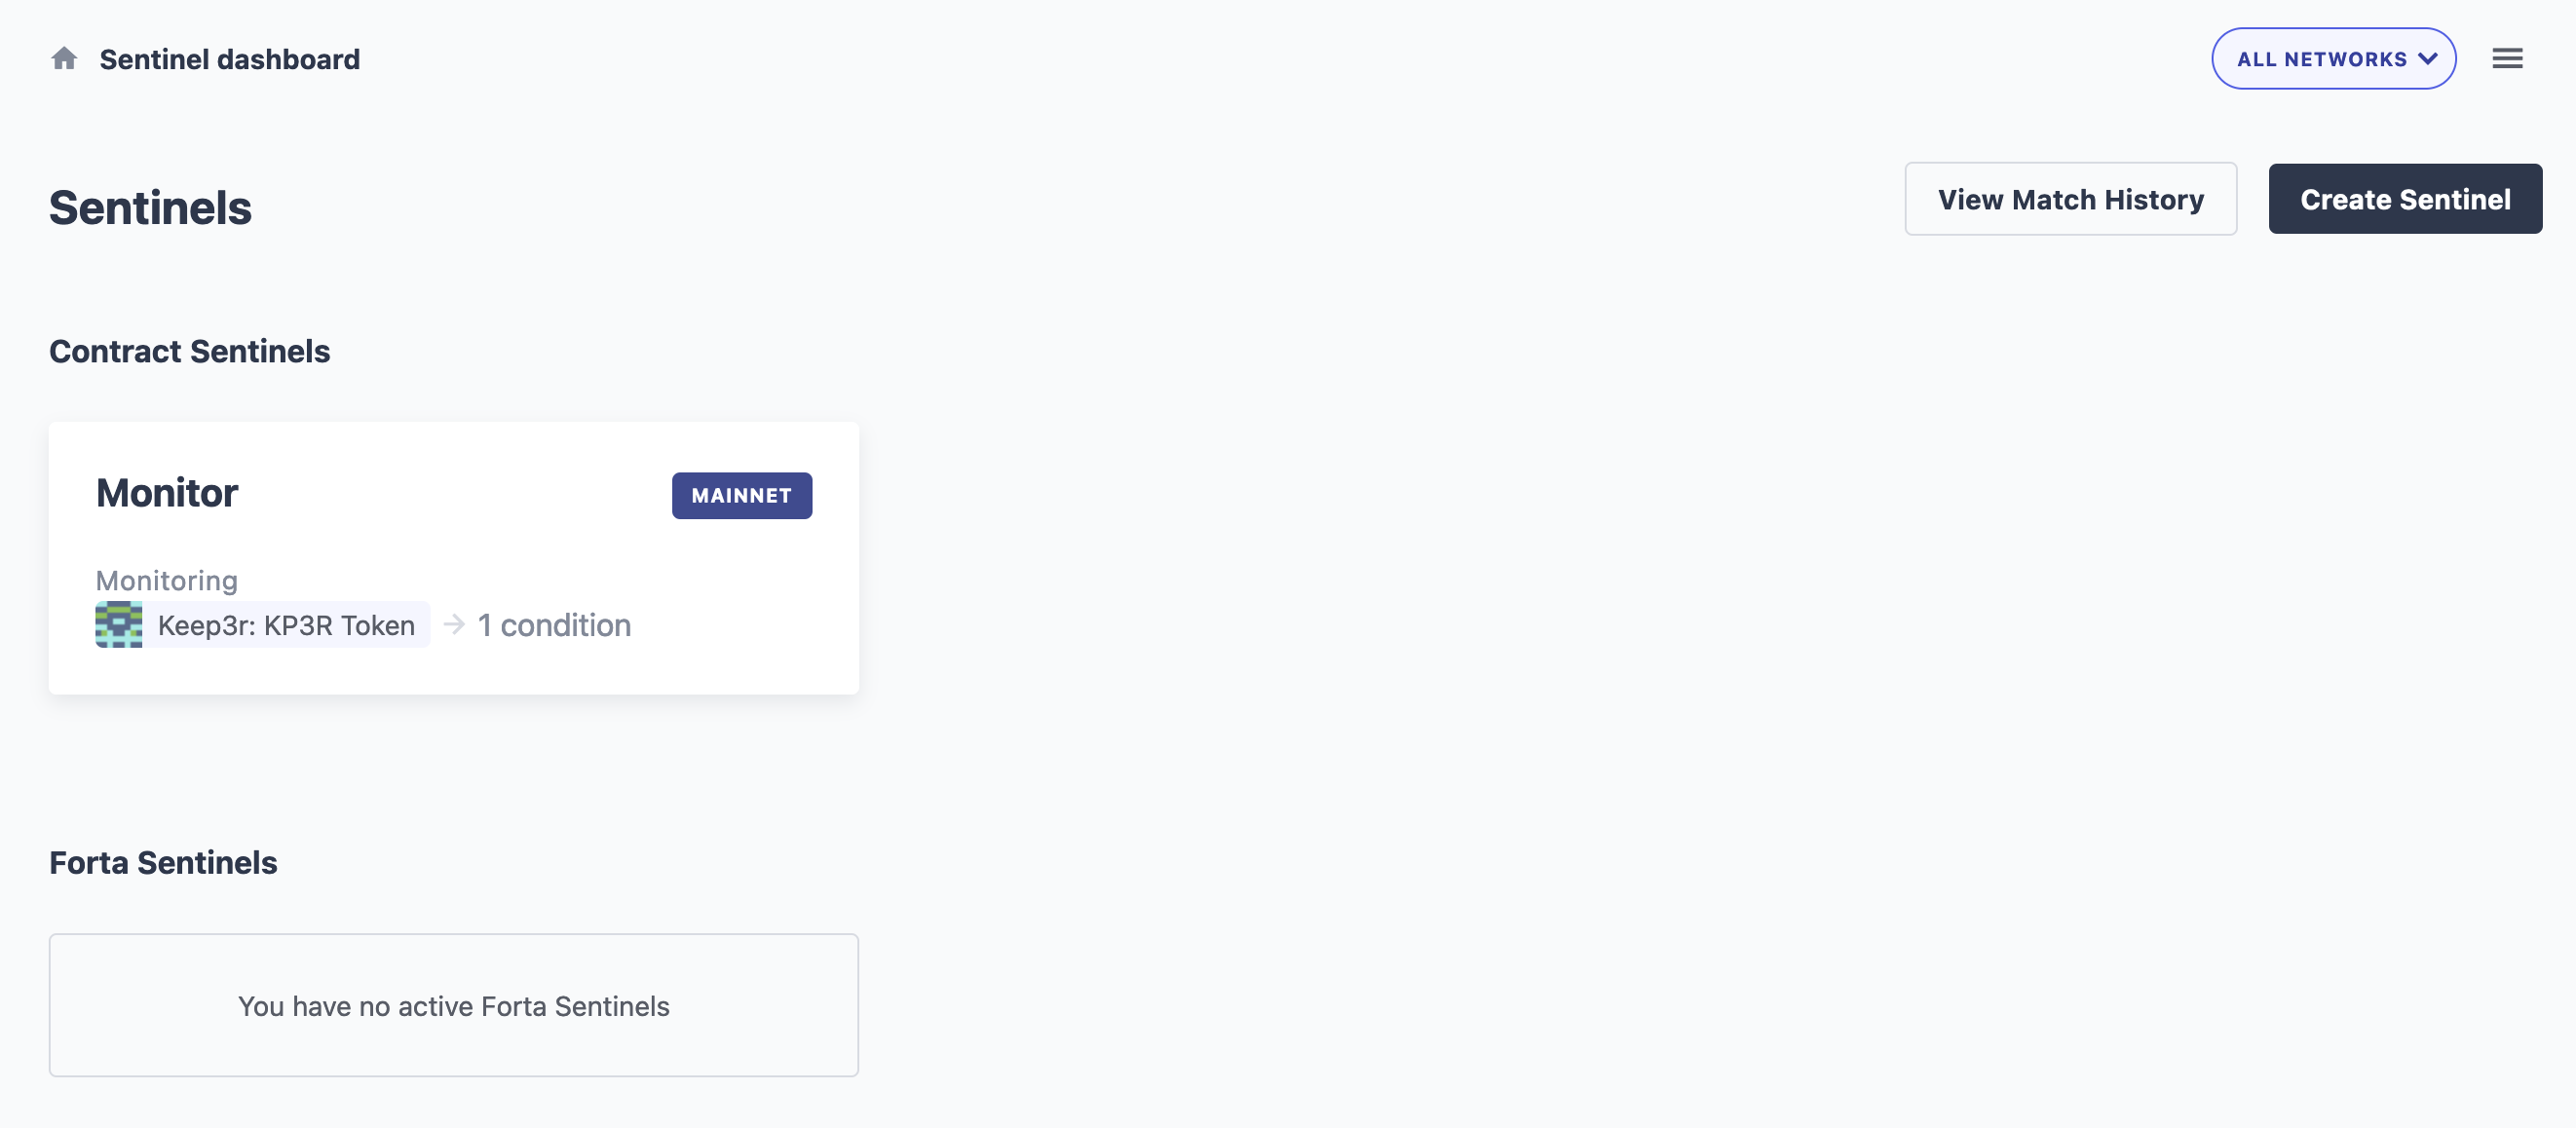 Sentinel dashboard
ALL NETWORKS
Sentinels
View Match History
Create Sentinel
Contract Sentinels
Monitor
MAINNET
Monitoring
Keep3r: KP3R Token → 1 condition
Forta Sentinels
You have no active Forta Sentinels